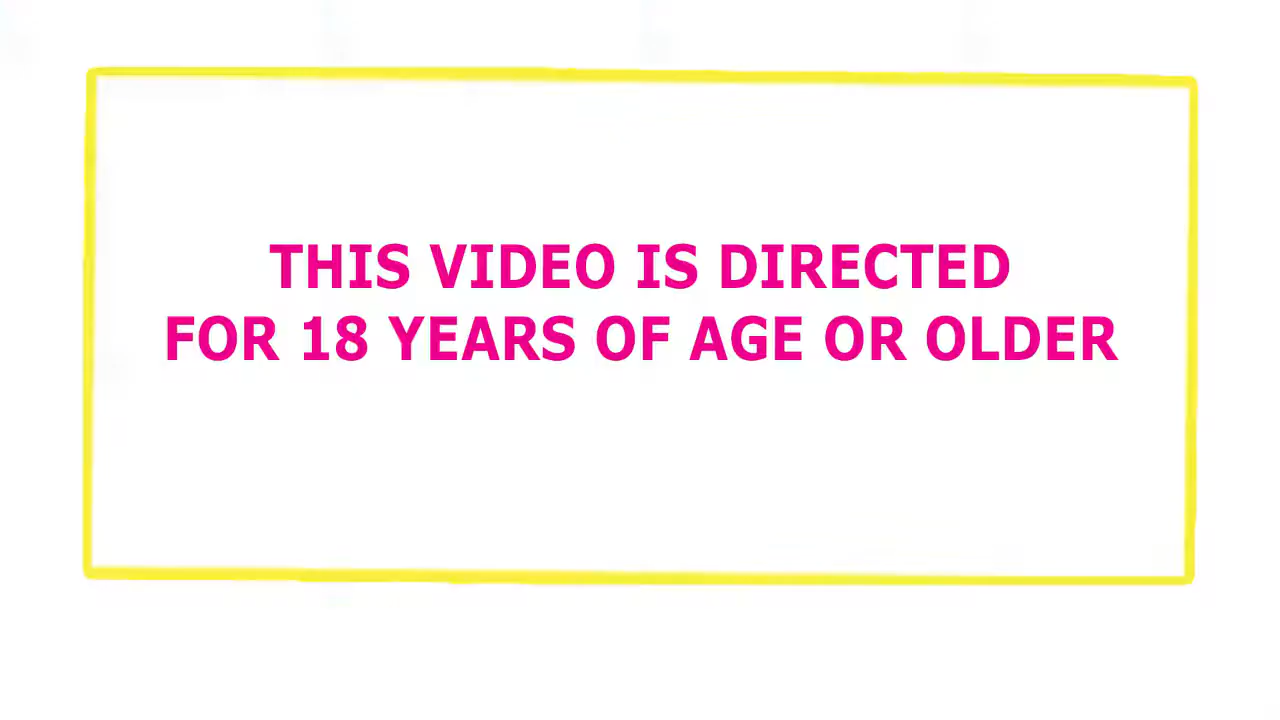 THIS VIDEO IS DIRECTED
FOR 18 YEARS OF AGE OR OLDER